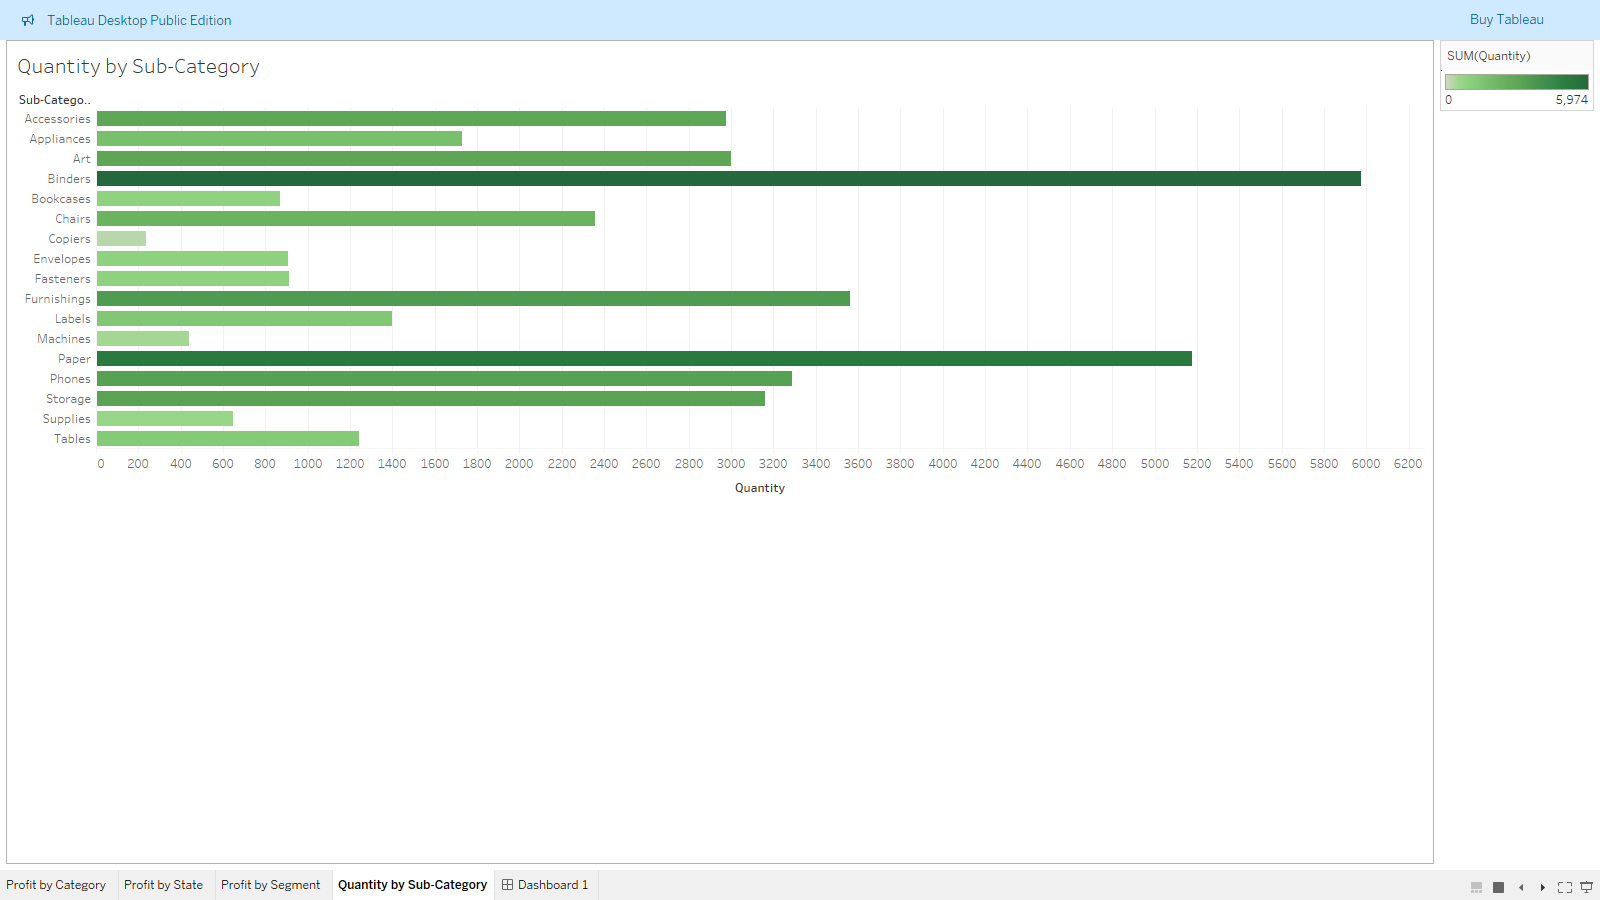 Tableau Desktop Public Edition
Buy Tableau
Quantity by Sub-Category
SUM(Quantity)
0 5,974
Sub-Catego..
Accessories
Appliances
Art
Binders
Bookcases
Chairs
Copiers
Envelopes
Fasteners
Furnishings
Labels
Machines
Paper
Phones
Storage
Supplies
Tables
0 200 400 600 800 1000 1200 1400 1600 1800 2000 2200 2400 2600 2800 3000 3200 3400 3600 3800 4000 4200 4400 4600 4800 5000 5200 5400 5600 5800 6000 6200
Quantity
Profit by Category Profit by State Profit by Segment Quantity by Sub-Category Dashboard 1